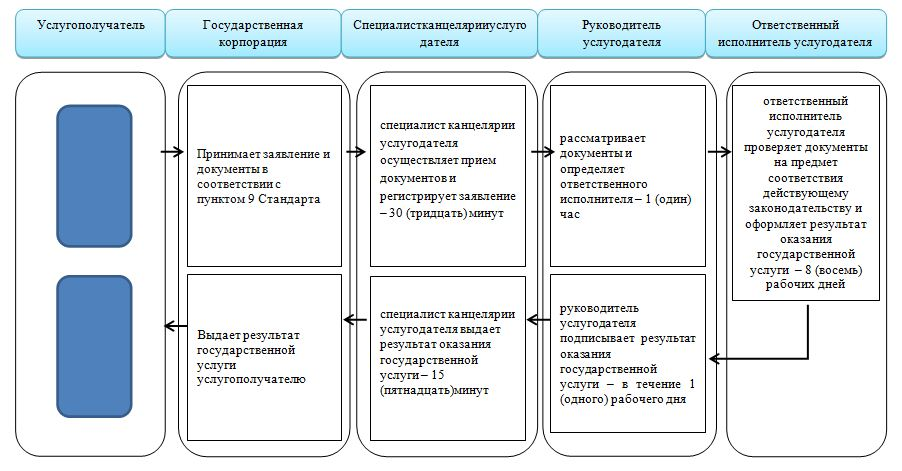 Услугополучатель
Государственная
корпорация
Специалистканцелярииуслуго
дателя
Руководитель
услугодателя
Ответственный
исполнитель услугодателя
Принимает заявление и
документы в
соответствии с
пунктом 9 Стандарта
специалист канцелярии
услугодателя
осуществляет прием
документов и
регистрирует заявление
– 30 (тридцать) минут
рассматривает
документы и
определяет
ответственного
исполнителя – 1 (один)
час
ответственный
исполнитель
услугодателя
проверяет документы
на предмет
соответствия
действующему
законодательству и
оформляет результат
оказания
государственной
услуги – 8 (восемь)
рабочих дней
Выдает результат
государственной
услуги
услугополучателю
специалист канцелярии
услугодателя выдает
результат оказания
государственной
услуги – 15
(пятнадцать)минут
руководитель
услугодателя
подписывает результат
оказания
государственной
услуги – в течение 1
(одного) рабочего дня